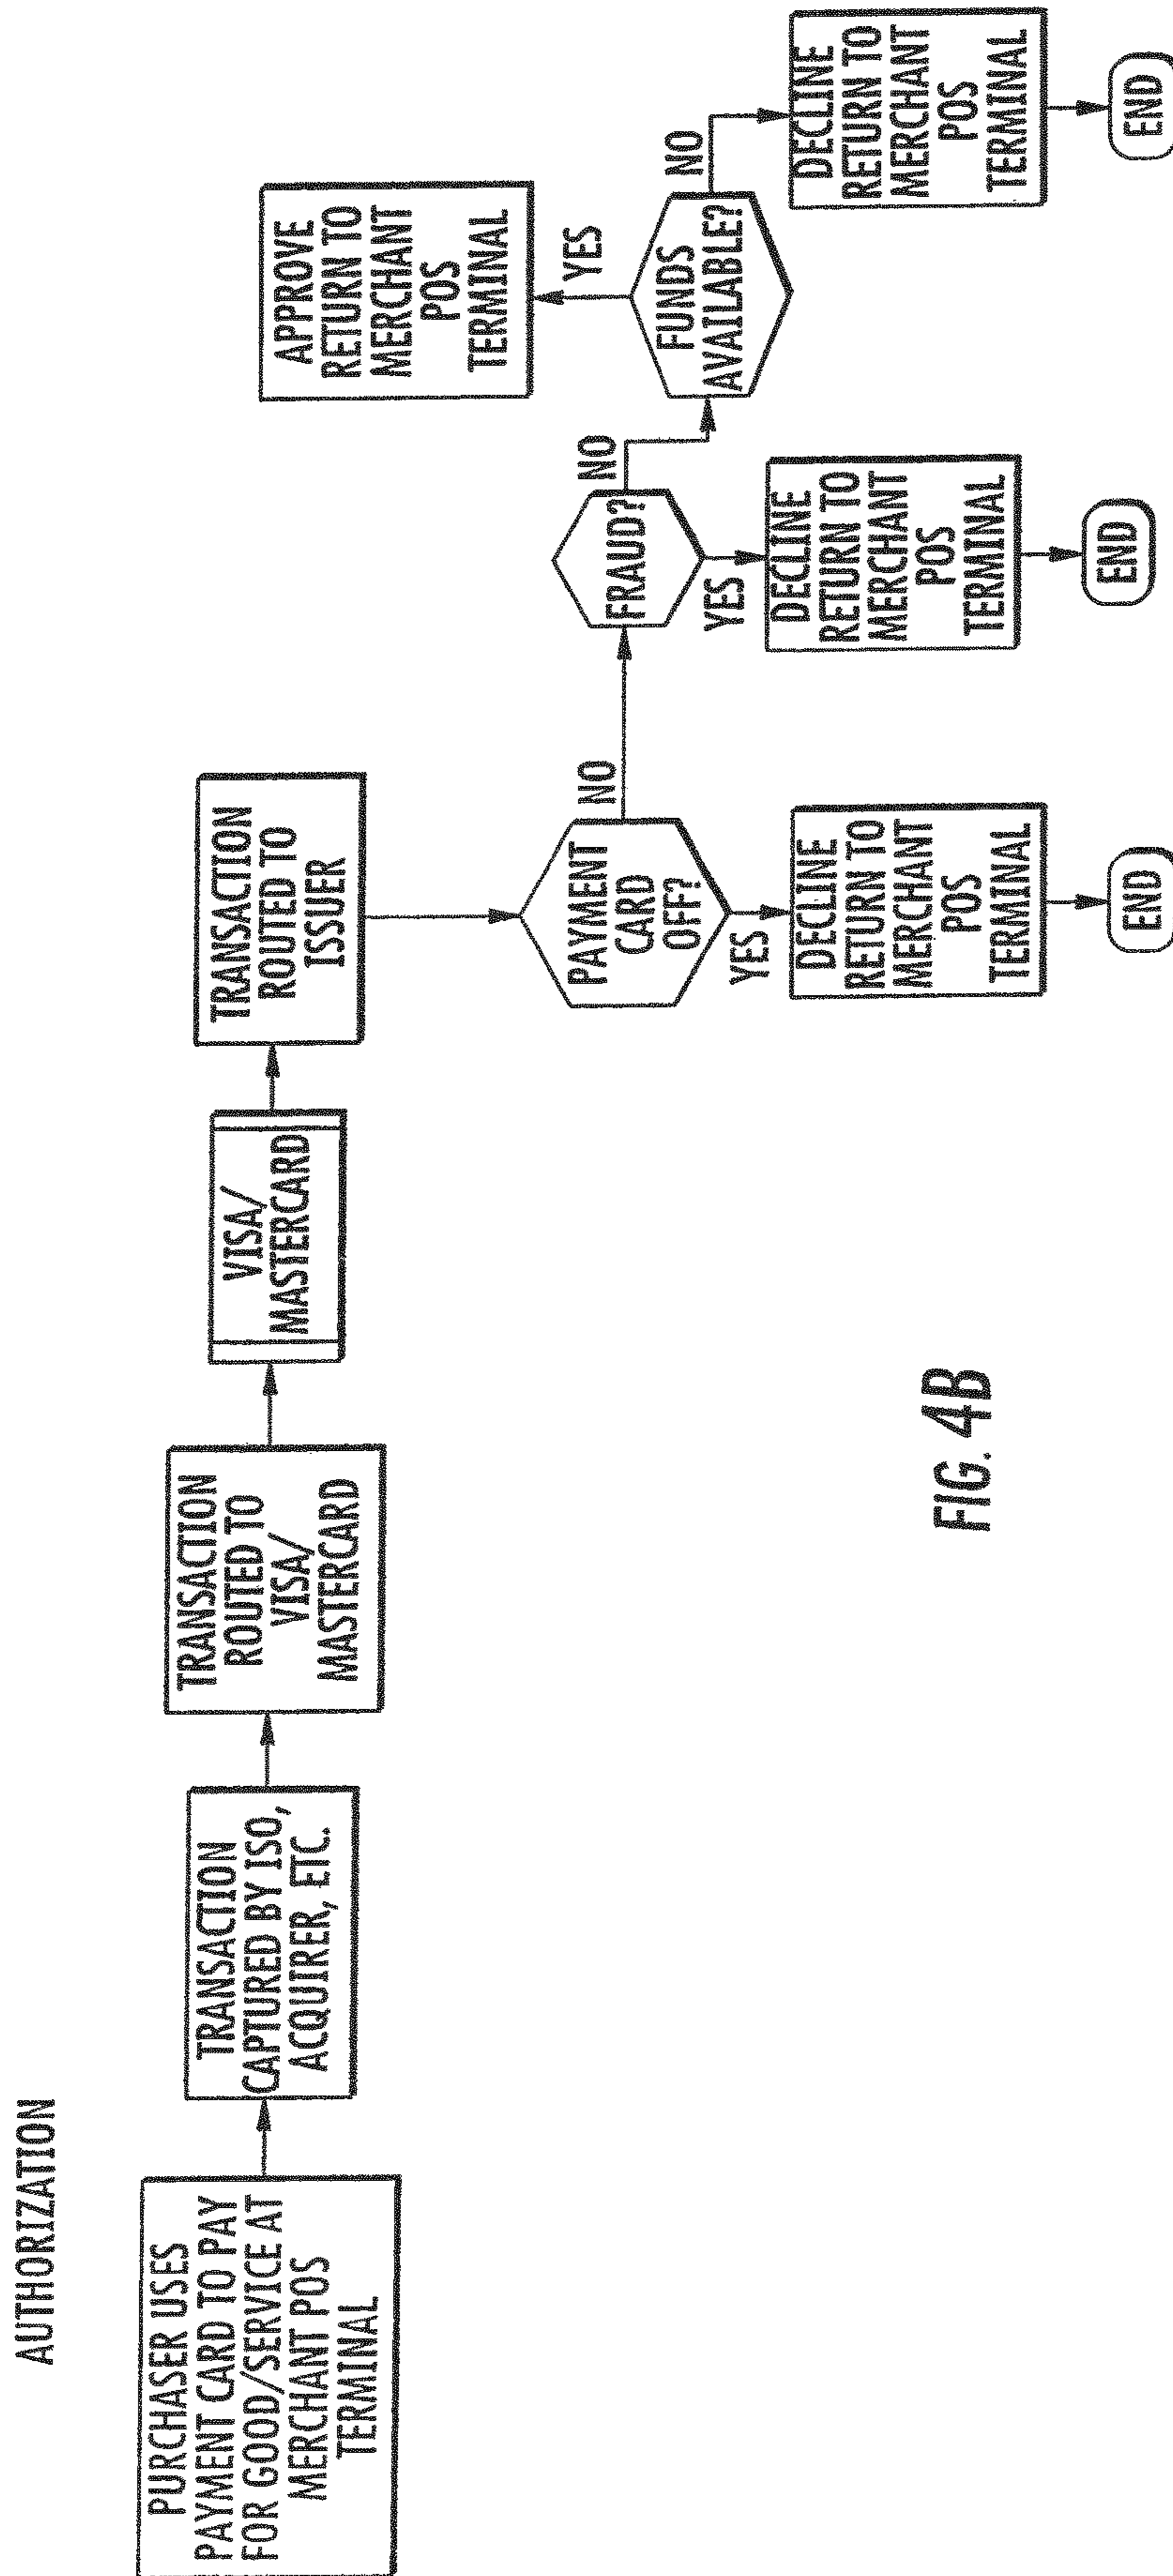 AUTHORIZATION
PURCHASER USES
PAYMENT CARD TO PAY
FOR GOOD/SERVICE AT
MERCHANT POS
TERMINAL
TRANSACTION
CAPTURED BY ISO,
ACQUIRER, ETC.
TRANSACTION
ROUTED TO
VISA/
MASTERCARD
VISA/
MASTERCARD
TRANSACTION
ROUTED TO
ISSUER
PAYMENT
CARD
OFF?
NO
YES
DECLINE
RETURN TO
MERCHANT
POS
TERMINAL
END
FRAUD?
NO
YES
DECLINE
RETURN TO
MERCHANT
POS
TERMINAL
END
FUNDS
AVAILABLE?
YES
APPROVE
RETURN TO
MERCHANT
POS
TERMINAL
NO
DECLINE
RETURN TO
MERCHANT
POS
TERMINAL
END
FIG. 4B